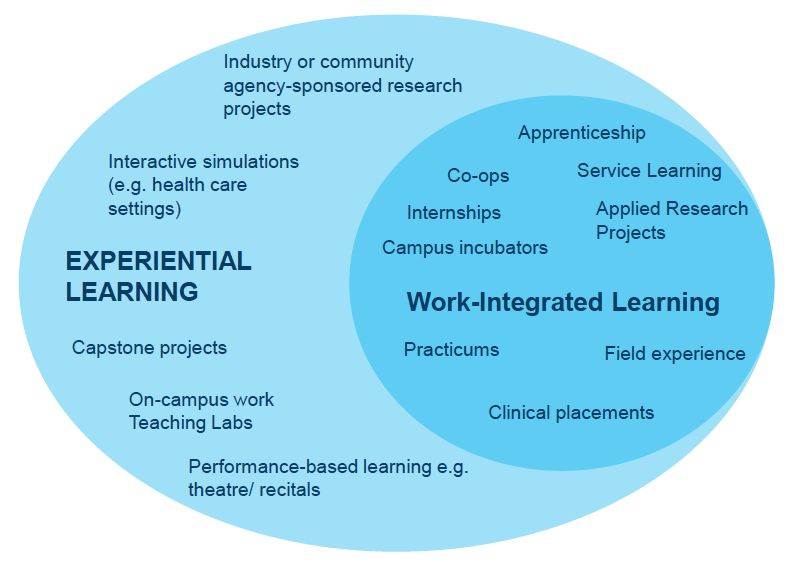 Industry or community
agency-sponsored research
projects
Apprenticeship
Interactive simulations
(e.g. health care
settings)
Co-ops
Service Learning
Internships
Applied Research
Projects
Campus incubators
EXPERIENTIAL
LEARNING
Work-Integrated Learning
Capstone projects
Practicums
Field experience
On-campus work
Teaching Labs
Clinical placements
Performance-based learning e.g.
theatre/ recitals